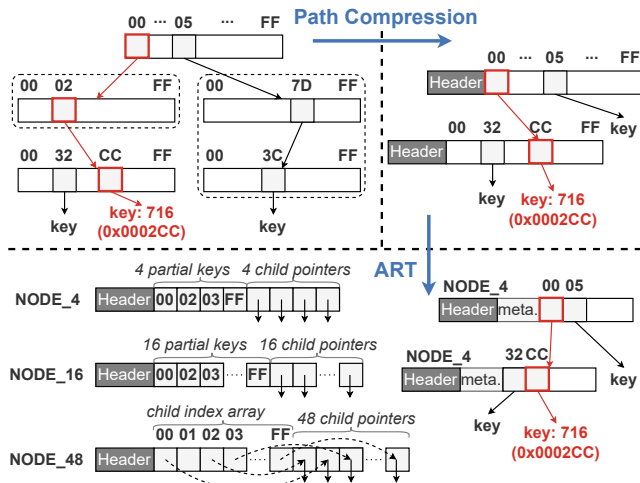 Path Compression
00 ... 05 FF
00 02 FF
00 7D FF
00 32 CC FF
00 3C FF
key
key: 716
(0x0002CC)
key
00 ... 05 ... FF
Header
key
00 32 CC FF
Header
key
key: 716
(0x0002CC)
ART
4 partial keys 4 child pointers
NODE_4 Header 00 02 03 FF
16 partial keys 16 child pointers
NODE_16 Header 00 02 03 ... FF ...
child index array 48 child pointers
00 01 02 03 FF
NODE_48 Header ... ...
NODE_4 00 05
Header meta.
key
NODE_4 32 CC
Header meta.
key
key: 716
(0x0002CC)